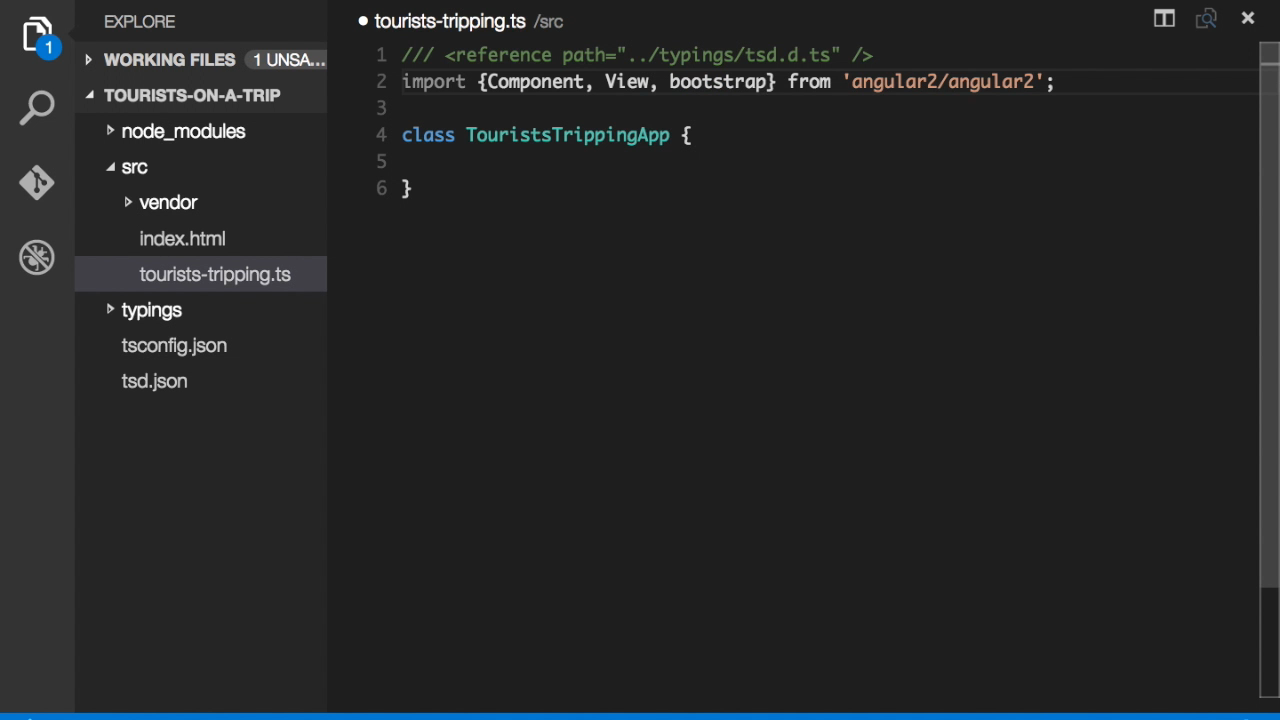 EXPLORE
1
WORKING FILES 1 UNSA...
TOURISTS-ON-A-TRIP
node_modules
src
vendor
index.html
tourists-tripping.ts
typings
tsconfig.json
tsd.json
tourists-tripping.ts /src
1 /// <reference path="../typings/tsd.d.ts" />
2 import {Component, View, bootstrap} from 'angular2/angular2';
3
4 class TouristsTrippingApp {
5
6 }